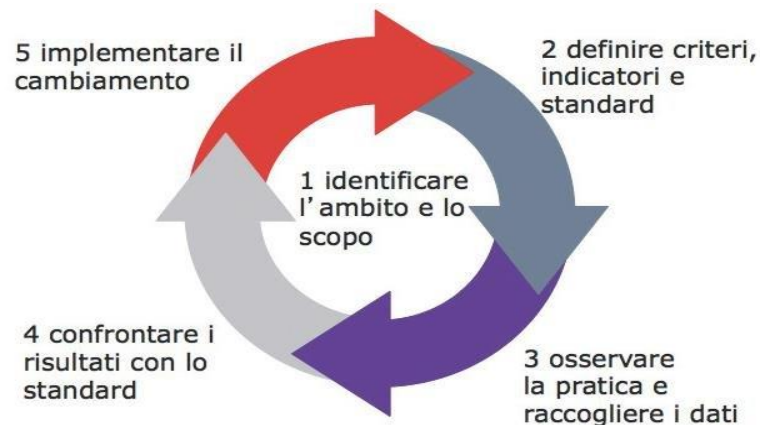 1 identificare
l’ambito e lo
scopo
2 definire criteri,
indicatori e
standard
3 osservare
la pratica e
raccogliere i dati
4 confrontare i
risultati con lo
standard
5 implementare il
cambiamento